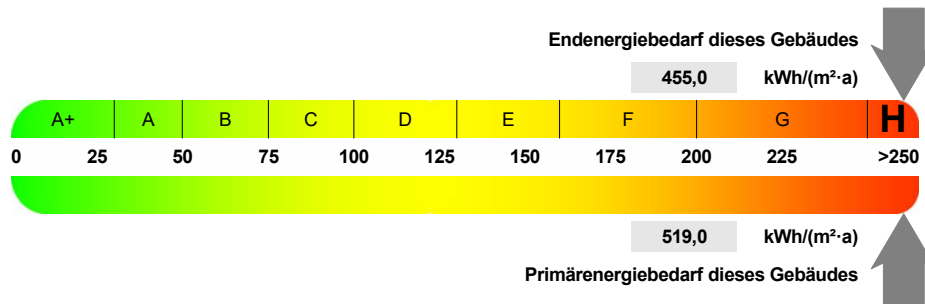 Endenergiebedarf dieses Gebäudes
455,0 kWh/(m²·a)
A+ A B C D E F G H
0 25 50 75 100 125 150 175 200 225 >250
519,0 kWh/(m²·a)
Primärenergiebedarf dieses Gebäudes